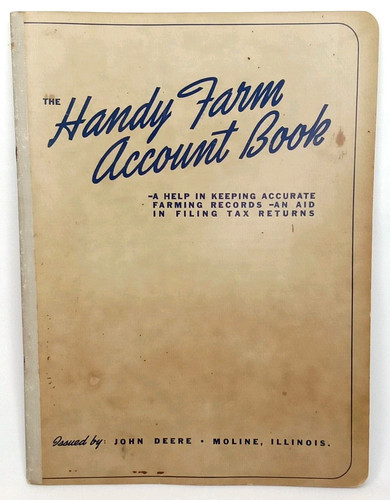 THE Handy Farm
Account Book
-A HELP IN KEEPING ACCURATE
FARMING RECORDS -AN AID
IN FILING TAX RETURNS
Issued by: JOHN DEERE • MOLINE, ILLINOIS.